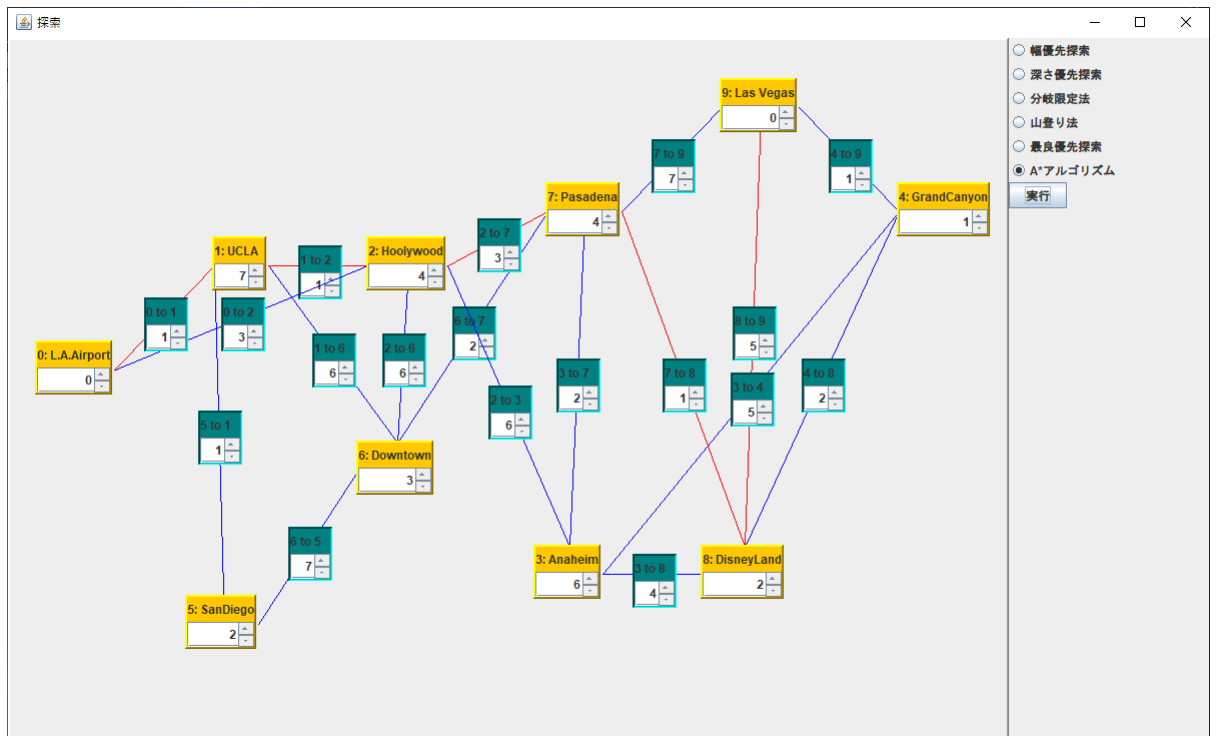 探索
幅優先探索
深さ優先探索
分岐限定法
山登り法
最良優先探索
A*アルゴリズム
実行
9: Las Vegas
0
7 to 9
7
4 to 9
1
7: Pasadena
4
4: GrandCanyon
1
2 to 7
3
1: UCLA
7
1 to 2
1
2: Hoolywood
4
0 to 1
1
0 to 2
3
6 to 7
2
8 to 9
5
1 to 6
6
2 to 6
6
0: L.A.Airport
0
3 to 7
2
7 to 8
1
3 to 4
5
4 to 8
2
2 to 3
6
5 to 1
1
6: Downtown
3
6 to 5
7
3: Anaheim
6
3 to 8
4
8: DisneyLand
2
5: SanDiego
2